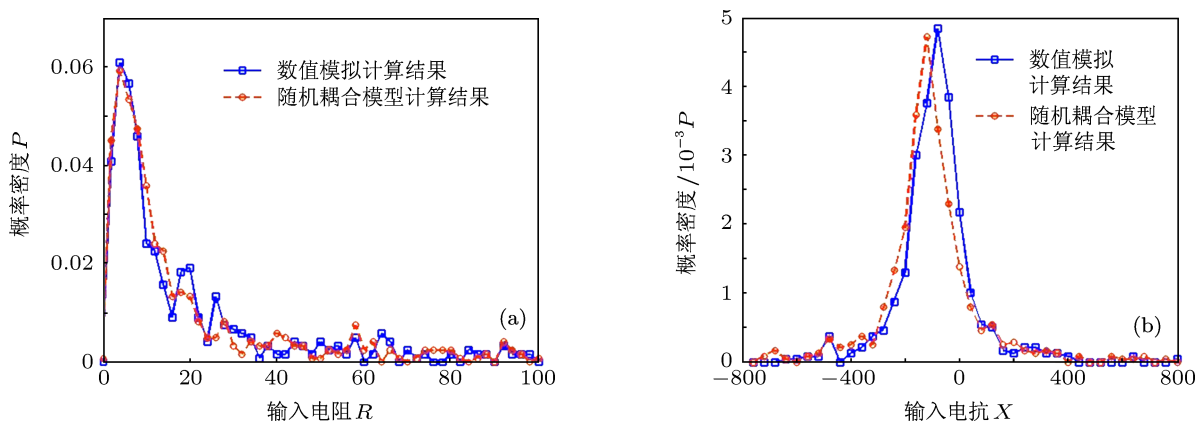 0.06
0.04
0.02
0
概率密度 P
数值模拟计算结果
随机耦合模型计算结果
(a)
0 20 40 60 80 100
输入电阻 R
5
4
3
2
1
0
概率密度/10⁻³P
数值模拟
计算结果
随机耦合模型
计算结果
(b)
−800 −400 0 400 800
输入电抗 X